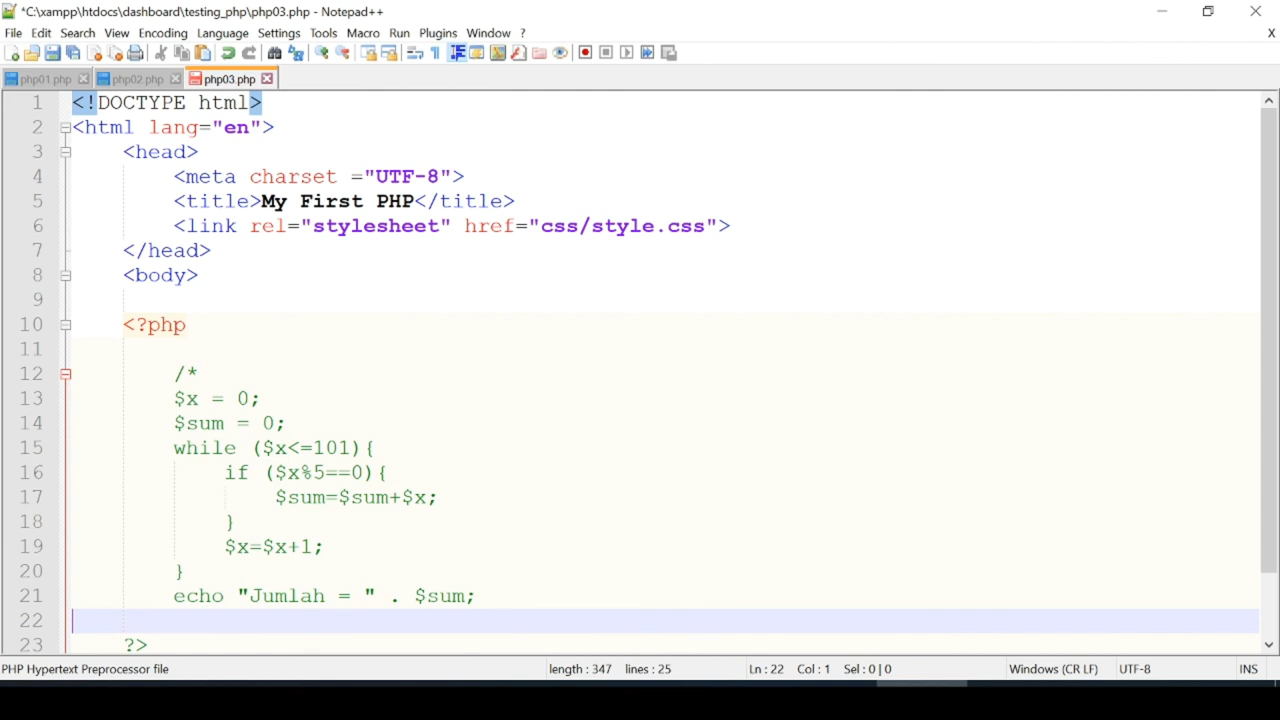 *C:\xampp\htdocs\dashboard\testing_php\php03.php - Notepad++
File Edit Search View Encoding Language Settings Tools Macro Run Plugins Window ? X
php01.php php02.php php03.php
1 <!DOCTYPE html>
2 <html lang="en">
3 <head>
4 <meta charset ="UTF-8">
5 <title>My First PHP</title>
6 <link rel="stylesheet" href="css/style.css">
7 </head>
8 <body>
9
10 <?php
11
12 /*
13 $x = 0;
14 $sum = 0;
15 while ($x<=101){
16 if ($x%5==0){
17 $sum=$sum+$x;
18 }
19 $x=$x+1;
20 }
21 echo "Jumlah = " . $sum;
22
23 ?>
PHP Hypertext Preprocessor file length : 347 lines : 25 Ln : 22 Col : 1 Sel : 0 | 0 Windows (CR LF) UTF-8 INS